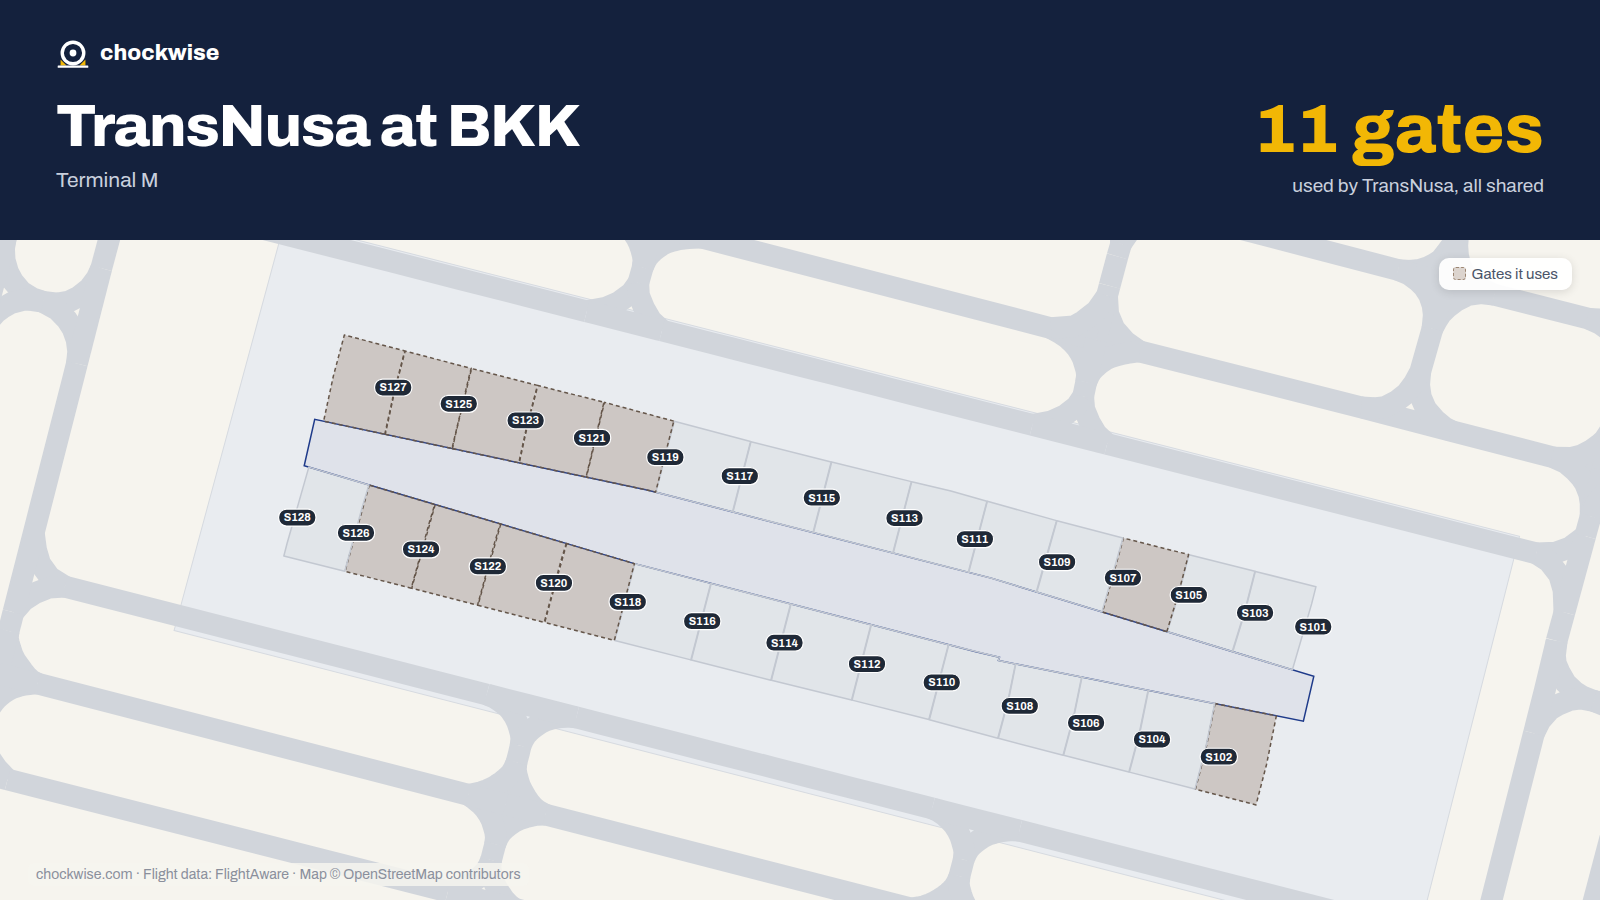 chockwise
TransNusa at BKK
Terminal M
11 gates
used by TransNusa, all shared
Gates it uses
S127
S125
S123
S121
S119
S117
S115
S113
S111
S109
S107
S105
S103
S101
S128
S126
S124
S122
S120
S118
S116
S114
S112
S110
S108
S106
S104
S102
chockwise.com · Flight data: FlightAware · Map © OpenStreetMap contributors